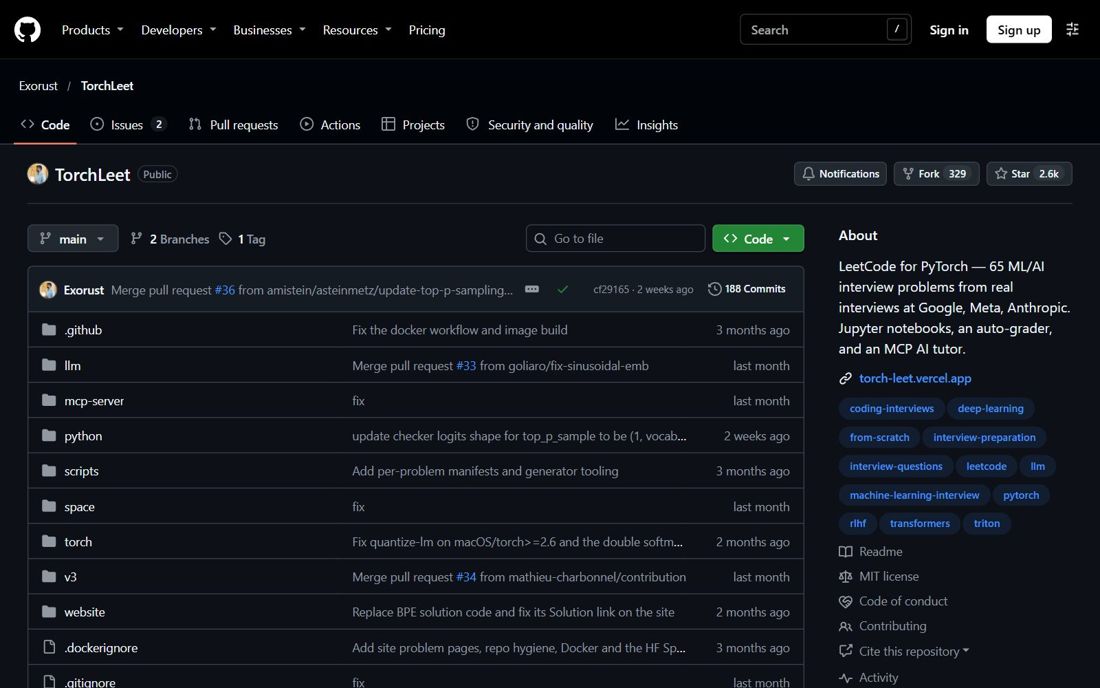 Products Developers Businesses Resources Pricing Search / Sign in Sign up
Exorust / TorchLeet
Code Issues 2 Pull requests Actions Projects Security and quality Insights
TorchLeet Public Notifications Fork 329 Star 2.6k
main 2 Branches 1 Tag Go to file Code
Exorust Merge pull request #36 from amistein/asteinmetz/update-top-p-sampling... cf29165 · 2 weeks ago 188 Commits
.github Fix the docker workflow and image build 3 months ago
llm Merge pull request #33 from goliaro/fix-sinusoidal-emb last month
mcp-server fix last month
python update checker logits shape for top_p_sample to be (1, vocab... 2 weeks ago
scripts Add per-problem manifests and generator tooling 3 months ago
space fix last month
torch Fix quantize-lm on macOS/torch>=2.6 and the double softm... 2 months ago
v3 Merge pull request #34 from mathieu-charbonnel/contribution last month
website Replace BPE solution code and fix its Solution link on the site 2 months ago
.dockerignore Add site problem pages, repo hygiene, Docker and the HF Sp... 3 months ago
.gitignore fix last month
About
LeetCode for PyTorch — 65 ML/AI
interview problems from real
interviews at Google, Meta, Anthropic.
Jupyter notebooks, an auto-grader,
and an MCP AI tutor.
torch-leet.vercel.app
coding-interviews deep-learning
from-scratch interview-preparation
interview-questions leetcode llm
machine-learning-interview pytorch
rlhf transformers triton
Readme
MIT license
Code of conduct
Contributing
Cite this repository
Activity